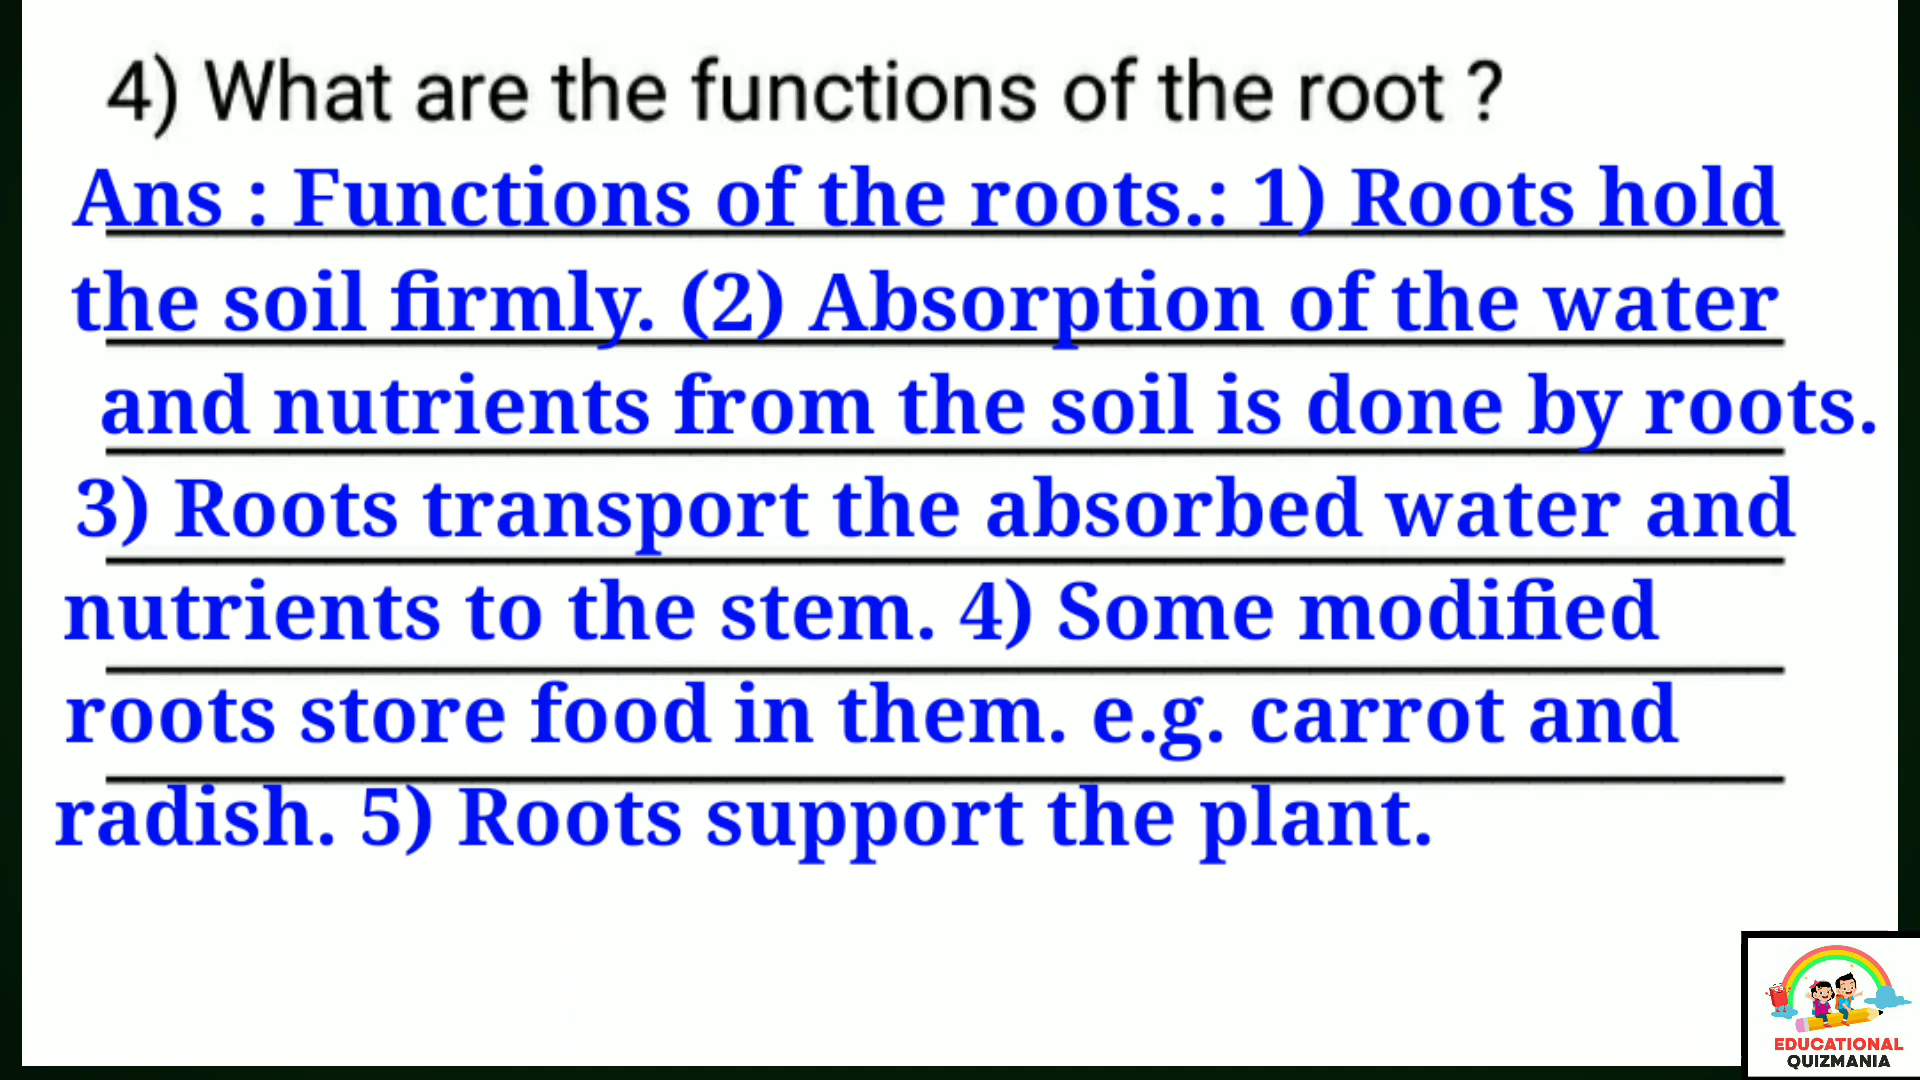 4) What are the functions of the root ?
Ans : Functions of the roots.: 1) Roots hold
the soil firmly. (2) Absorption of the water
and nutrients from the soil is done by roots.
3) Roots transport the absorbed water and
nutrients to the stem. 4) Some modified
roots store food in them. e.g. carrot and
radish. 5) Roots support the plant.
EDUCATIONAL
QUIZMANIA